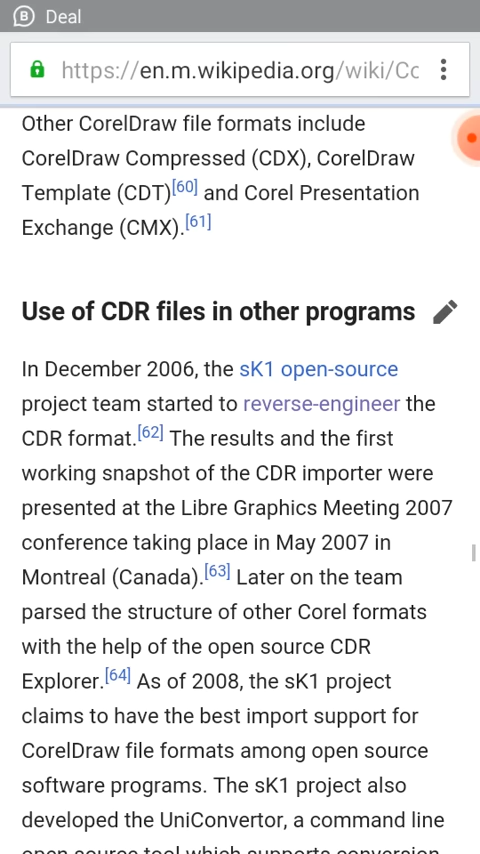 Deal
https://en.m.wikipedia.org/wiki/Cc
Other CorelDraw file formats include
CorelDraw Compressed (CDX), CorelDraw
Template (CDT)[60] and Corel Presentation
Exchange (CMX).[61]
Use of CDR files in other programs
In December 2006, the sK1 open-source
project team started to reverse-engineer the
CDR format.[62] The results and the first
working snapshot of the CDR importer were
presented at the Libre Graphics Meeting 2007
conference taking place in May 2007 in
Montreal (Canada).[63] Later on the team
parsed the structure of other Corel formats
with the help of the open source CDR
Explorer.[64] As of 2008, the sK1 project
claims to have the best import support for
CorelDraw file formats among open source
software programs. The sK1 project also
developed the UniConvertor, a command line
open source tool which supports conversion